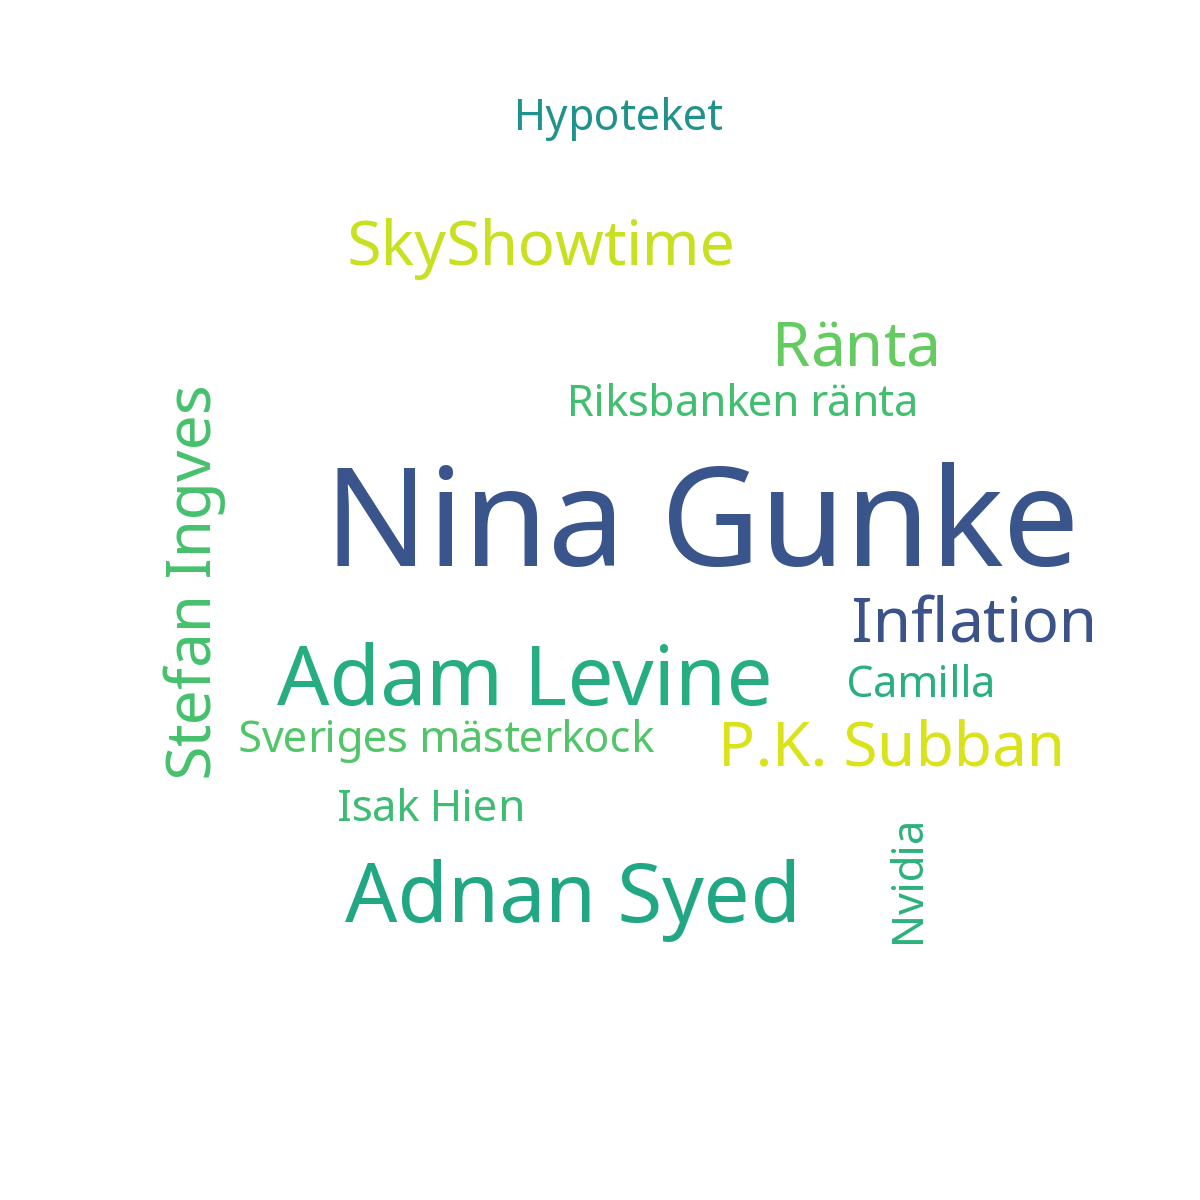 Hypoteket
SkyShowtime
Ränta
Riksbanken ränta
Stefan Ingves
Nina Gunke
Inflation
Adam Levine
Camilla
Sveriges mästerkock
P.K. Subban
Isak Hien
Adnan Syed
Nvidia